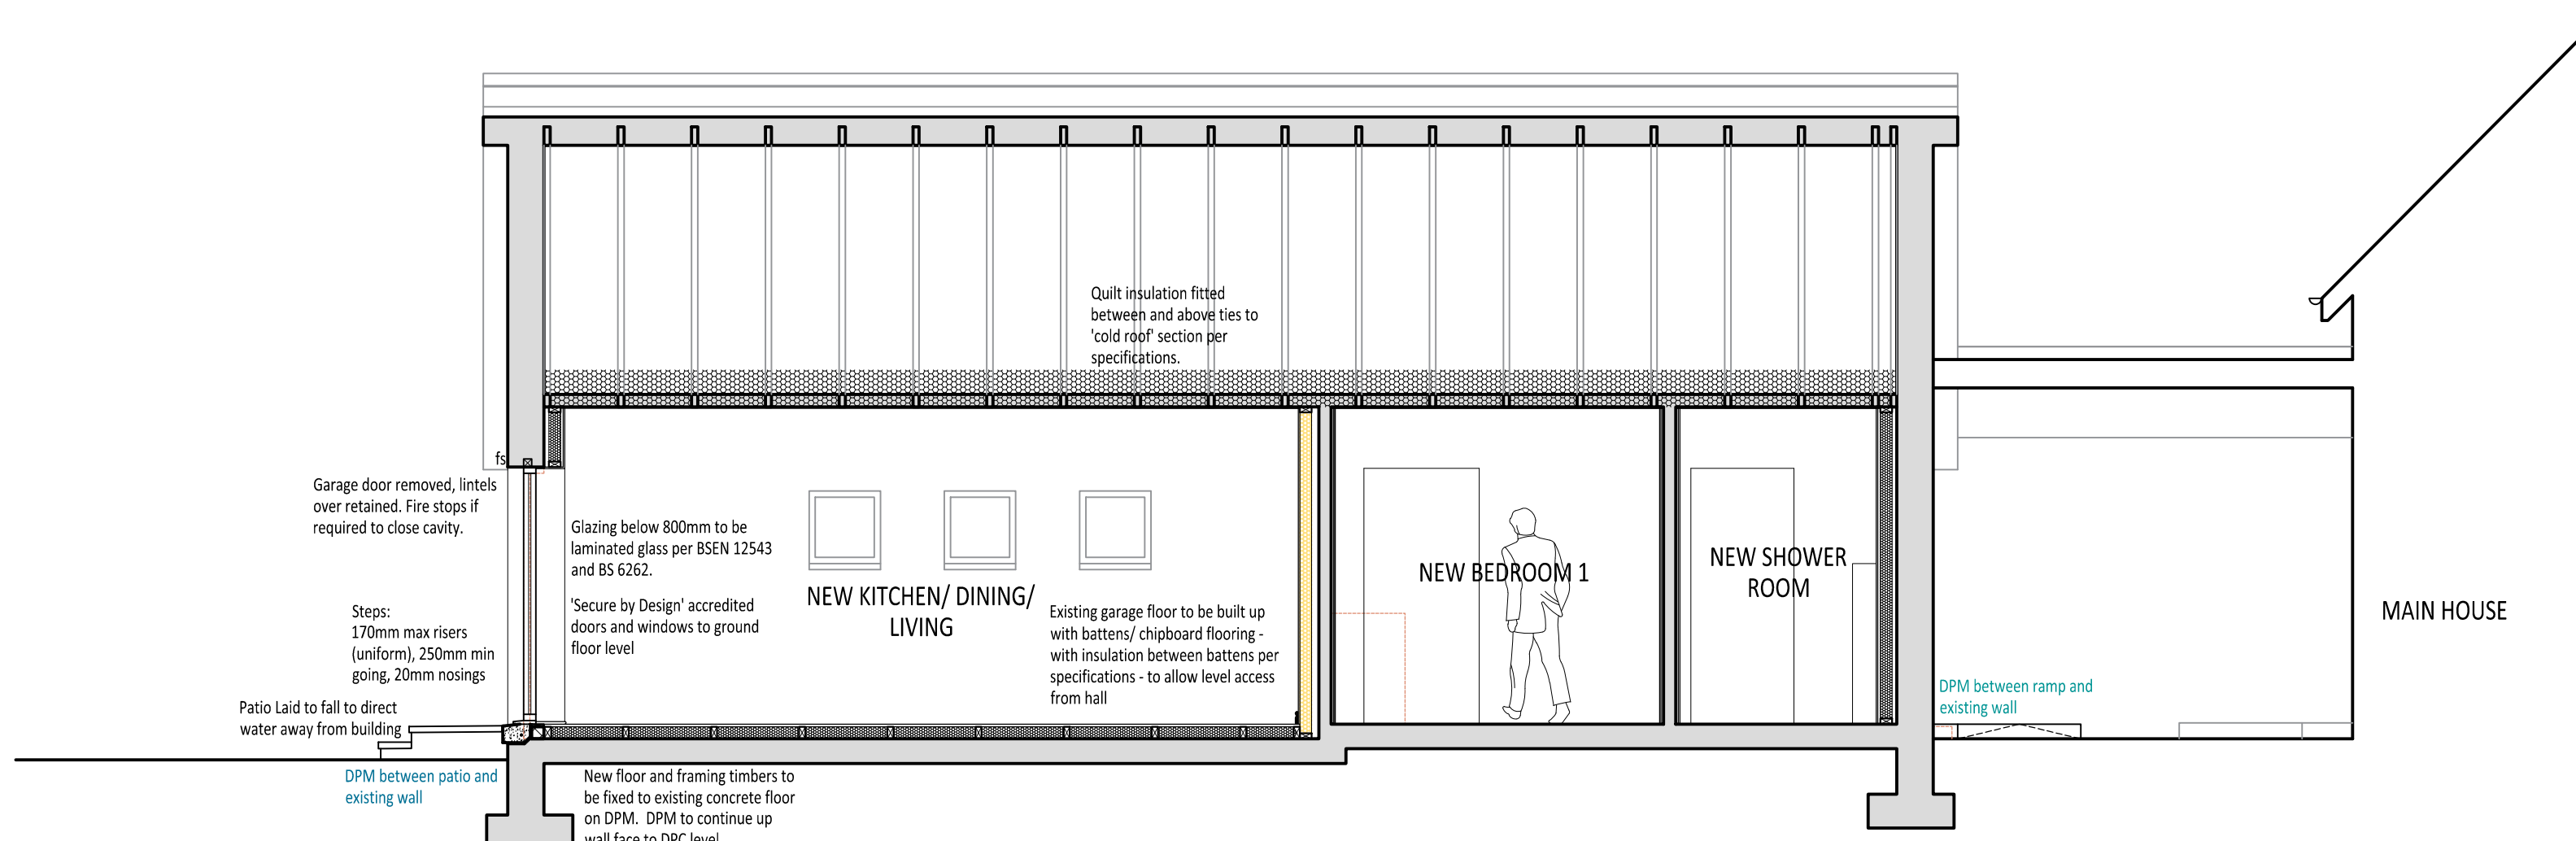 Quilt insulation fitted
between and above ties to
'cold roof' section per
specifications.
fs
Garage door removed, lintels
over retained. Fire stops if
required to close cavity.
Glazing below 800mm to be
laminated glass per BSEN 12543
and BS 6262.
'Secure by Design' accredited
doors and windows to ground
floor level
NEW KITCHEN/ DINING/
LIVING
Existing garage floor to be built up
with battens/ chipboard flooring -
with insulation between battens per
specifications - to allow level access
from hall
NEW BEDROOM 1
NEW SHOWER
ROOM
MAIN HOUSE
Steps:
170mm max risers
(uniform), 250mm min
going, 20mm nosings
Patio Laid to fall to direct
water away from building
DPM between ramp and
existing wall
DPM between patio and
existing wall
New floor and framing timbers to
be fixed to existing concrete floor
on DPM.  DPM to continue up
wall face to DPC level